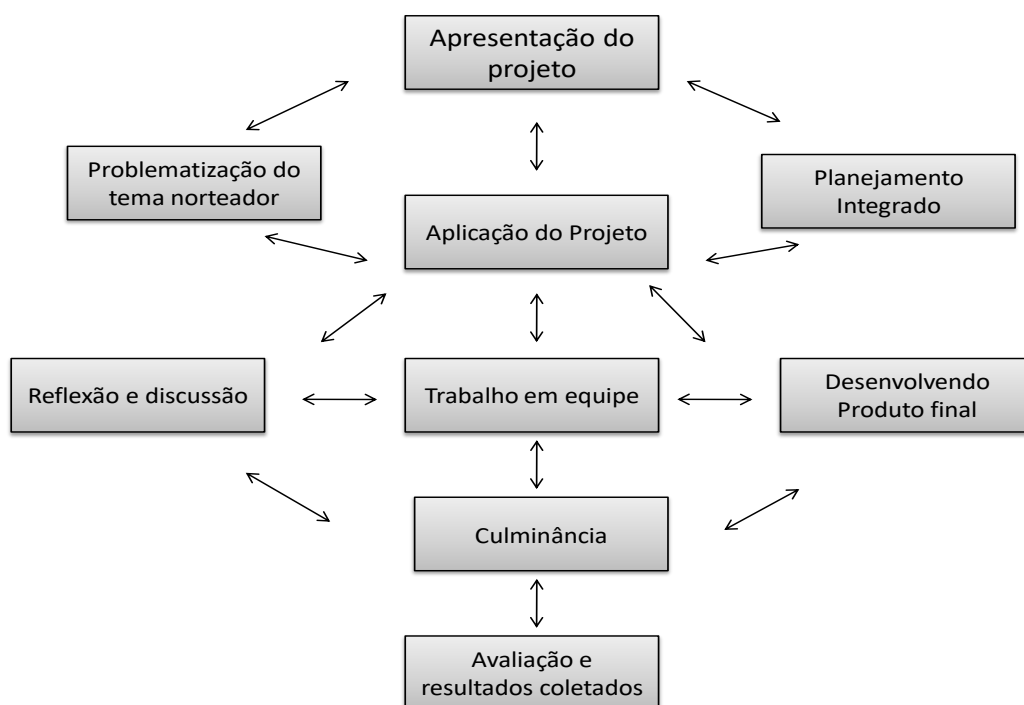 Apresentação do
projeto
Problematização do
tema norteador
Planejamento
Integrado
Aplicação do Projeto
Reflexão e discussão
Trabalho em equipe
Desenvolvendo
Produto final
Culminância
Avaliação e
resultados coletados